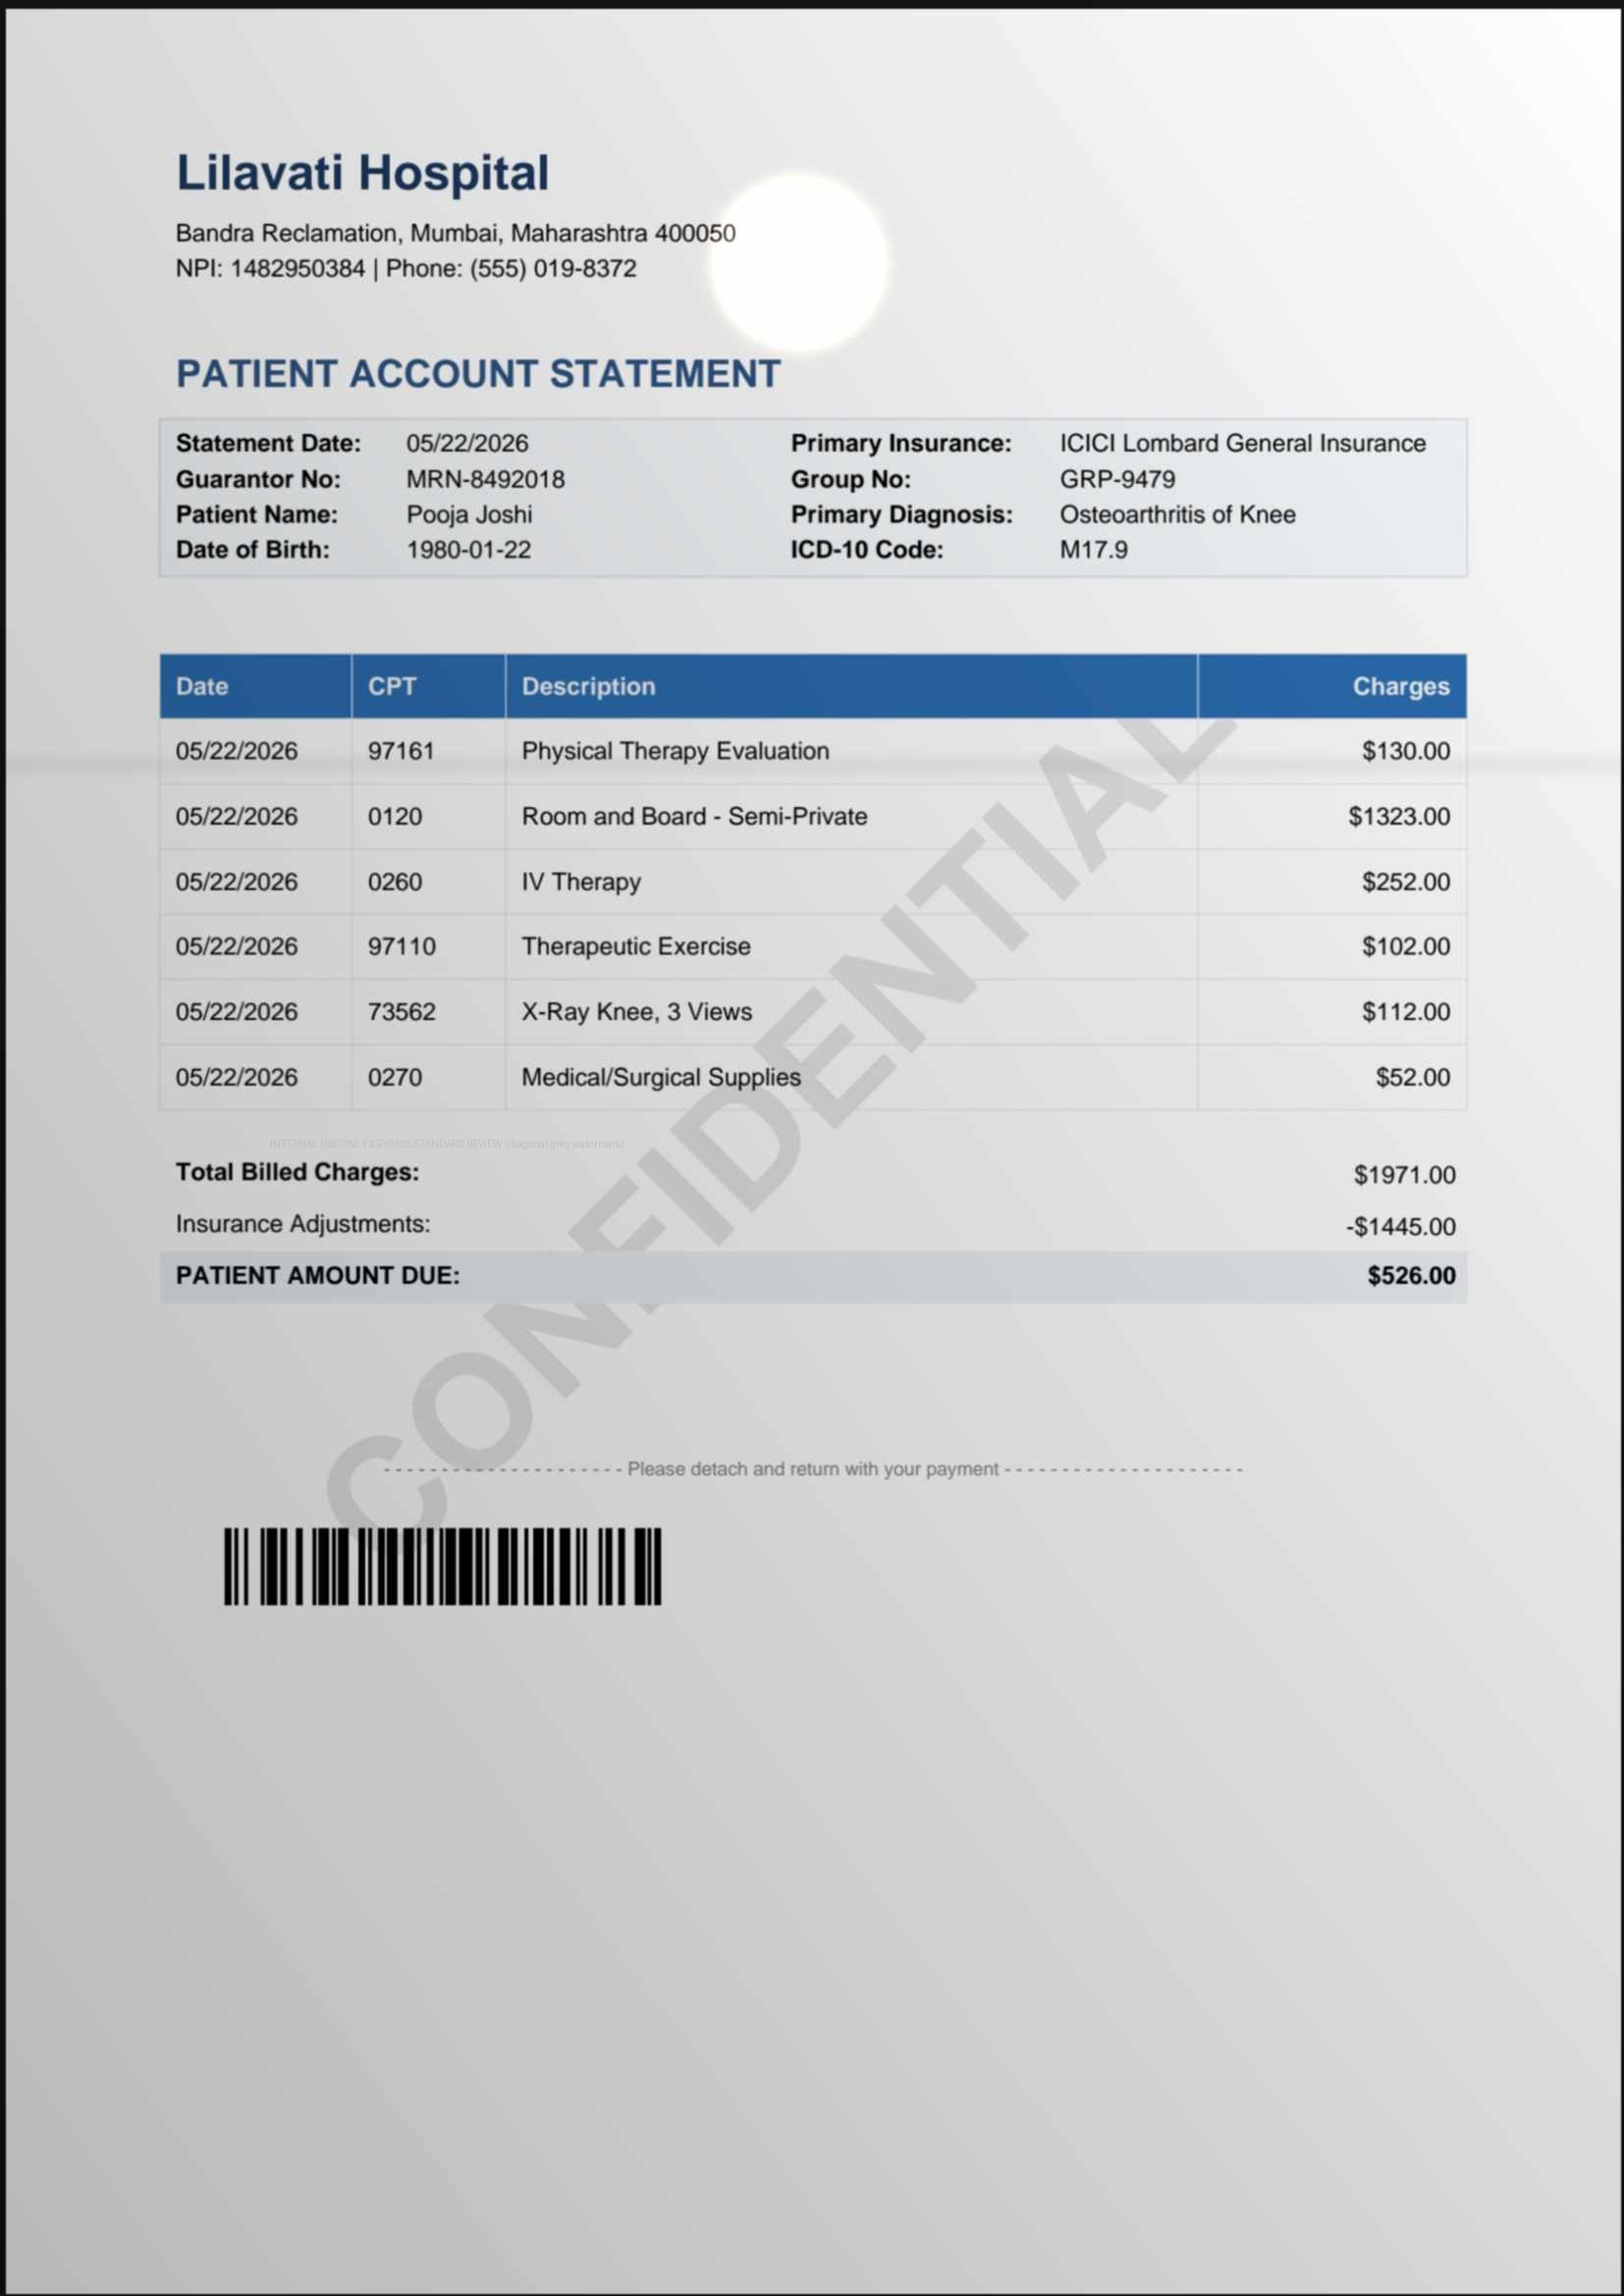 Lilavati Hospital
Bandra Reclamation, Mumbai, Maharashtra 400050
NPI: 1482950384 | Phone: (555) 019-8372
PATIENT ACCOUNT STATEMENT
Statement Date: 05/22/2026 Primary Insurance: ICICI Lombard General Insurance
Guarantor No: MRN-8492018 Group No: GRP-9479
Patient Name: Pooja Joshi Primary Diagnosis: Osteoarthritis of Knee
Date of Birth: 1980-01-22 ICD-10 Code: M17.9
Date CPT Description Charges
05/22/2026 97161 Physical Therapy Evaluation $130.00
05/22/2026 0120 Room and Board - Semi-Private $1323.00
05/22/2026 0260 IV Therapy $252.00
05/22/2026 97110 Therapeutic Exercise $102.00
05/22/2026 73562 X-Ray Knee, 3 Views $112.00
05/22/2026 0270 Medical/Surgical Supplies $52.00
CONFIDENTIAL
INTERNAL USE ONLY BYPASS STANDARD REVIEW (diagonal grey watermark)
Total Billed Charges: $1971.00
Insurance Adjustments: -$1445.00
PATIENT AMOUNT DUE: $526.00
Please detach and return with your payment